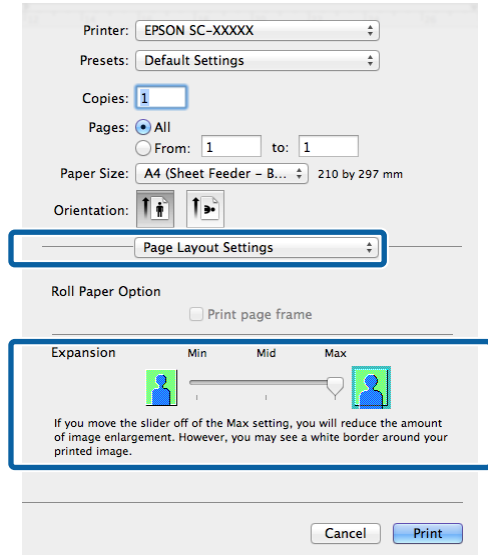 Printer: EPSON SC-XXXXX
Presets: Default Settings
Copies: 1
Pages: All
From: 1 to: 1
Paper Size: A4 (Sheet Feeder – B... 210 by 297 mm
Orientation:
Page Layout Settings
Roll Paper Option
Print page frame
Expansion Min Mid Max
If you move the slider off of the Max setting, you will reduce the amount
of image enlargement. However, you may see a white border around your
printed image.
Cancel Print